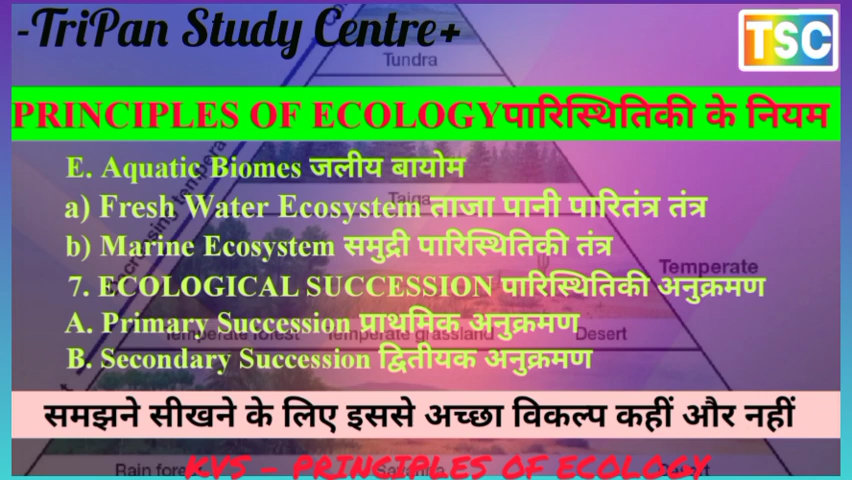 -TriPan Study Centre+
TSC
Tundra
PRINCIPLES OF ECOLOGYपारिस्थितिकी के नियम
E. Aquatic Biomes जलीय बायोम
Taiga
a) Fresh Water Ecosystem ताजा पानी पारितंत्र तंत्र
b) Marine Ecosystem समुद्री पारिस्थितिकी तंत्र
Temperate
7. ECOLOGICAL SUCCESSION पारिस्थितिकी अनुक्रमण
A. Primary Succession प्राथमिक अनुक्रमण
Temperate forest Temperate grassland Desert
B. Secondary Succession द्वितीयक अनुक्रमण
समझने सीखने के लिए इससे अच्छा विकल्प कहीं और नहीं
KVS - PRINCIPLES OF ECOLOGY
Rain